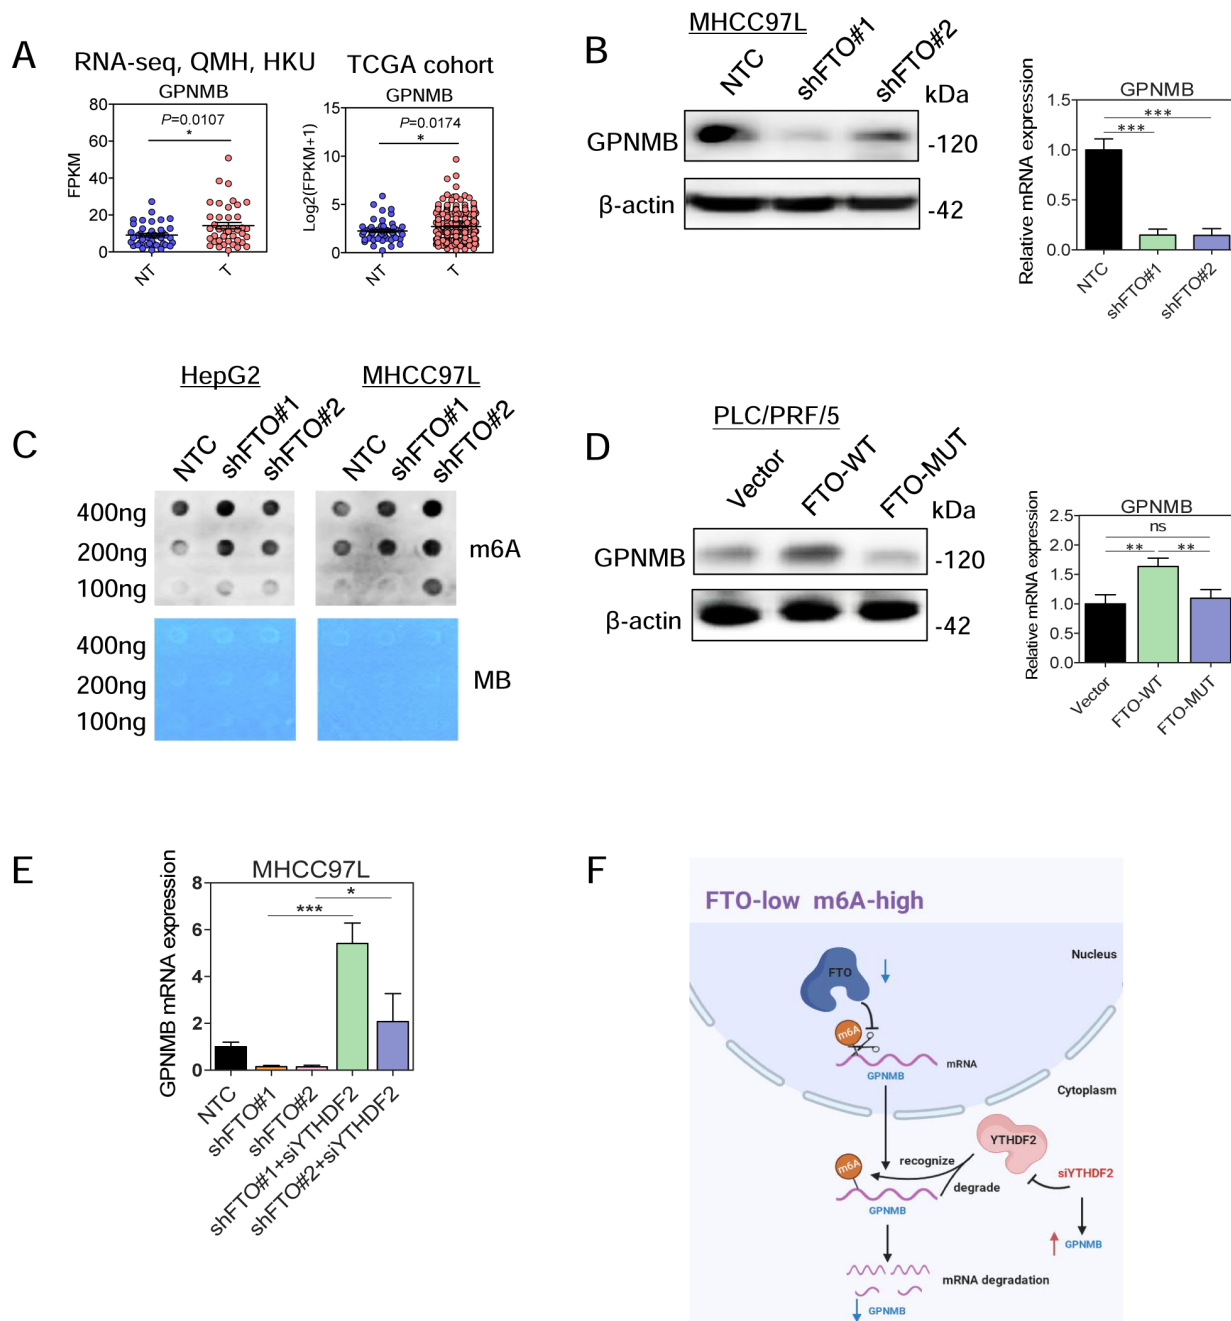 A
RNA-seq, QMH, HKU
GPNMB
P=0.0107
*
FPKM
80
60
40
20
0
NT
T
TCGA cohort
GPNMB
P=0.0174
*
Log2(FPKM+1)
15
10
5
0
NT
T
B
MHCC97L
NTC
shFTO#1
shFTO#2
kDa
GPNMB
-120
β-actin
-42
GPNMB
***
***
Relative mRNA expression
1.5
1.0
0.5
0.0
NTC
shFTO#1
shFTO#2
C
HepG2
MHCC97L
NTC
shFTO#1
shFTO#2
NTC
shFTO#1
shFTO#2
400ng
200ng
100ng
m6A
400ng
200ng
100ng
MB
D
PLC/PRF/5
Vector
FTO-WT
FTO-MUT
kDa
GPNMB
-120
β-actin
-42
GPNMB
ns
**
**
Relative mRNA expression
2.5
2.0
1.5
1.0
0.5
0.0
Vector
FTO-WT
FTO-MUT
E
MHCC97L
*
***
GPNMB mRNA expression
8
6
4
2
0
NTC
shFTO#1
shFTO#2
shFTO#1+siYTHDF2
shFTO#2+siYTHDF2
F
FTO-low m6A-high
Nucleus
FTO
m6A
mRNA
GPNMB
Cytoplasm
YTHDF2
m6A
recognize
siYTHDF2
degrade
GPNMB
GPNMB
mRNA degradation
GPNMB